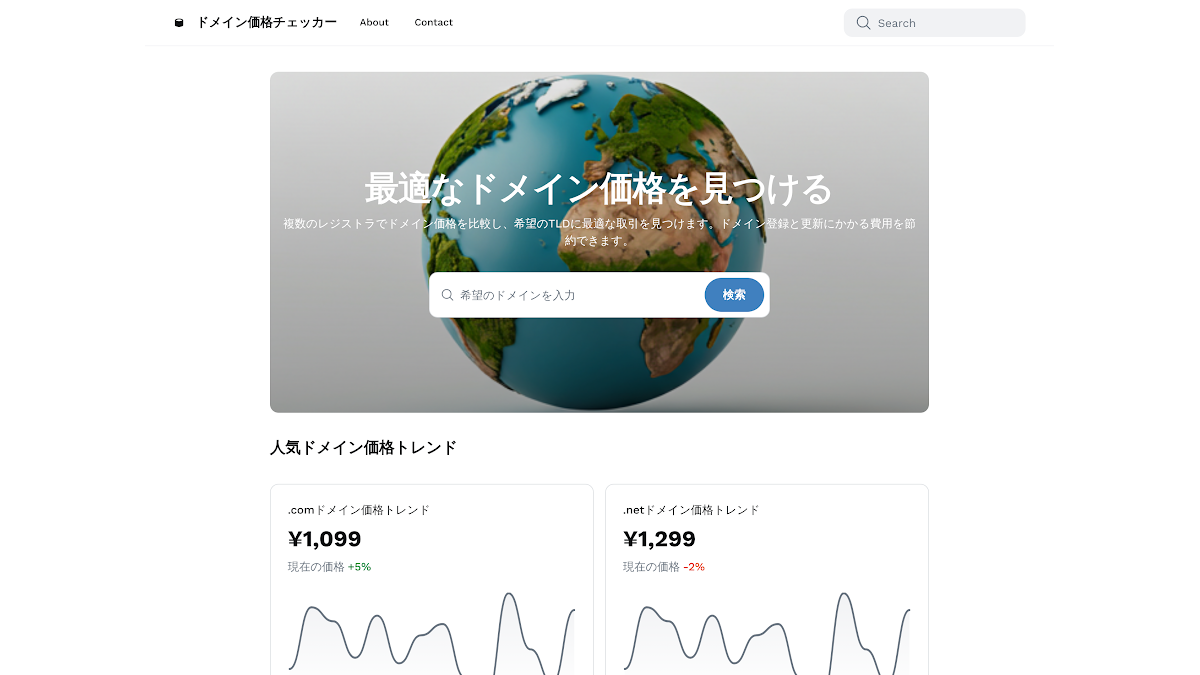 ドメイン価格チェッカー
About
Contact
Search
最適なドメイン価格を見つける
複数のレジストラでドメイン価格を比較し、希望のTLDに最適な取引を見つけます。ドメイン登録と更新にかかる費用を節
約できます。
希望のドメインを入力
検索
人気ドメイン価格トレンド
.comドメイン価格トレンド
¥1,099
現在の価格 +5%
.netドメイン価格トレンド
¥1,299
現在の価格 -2%